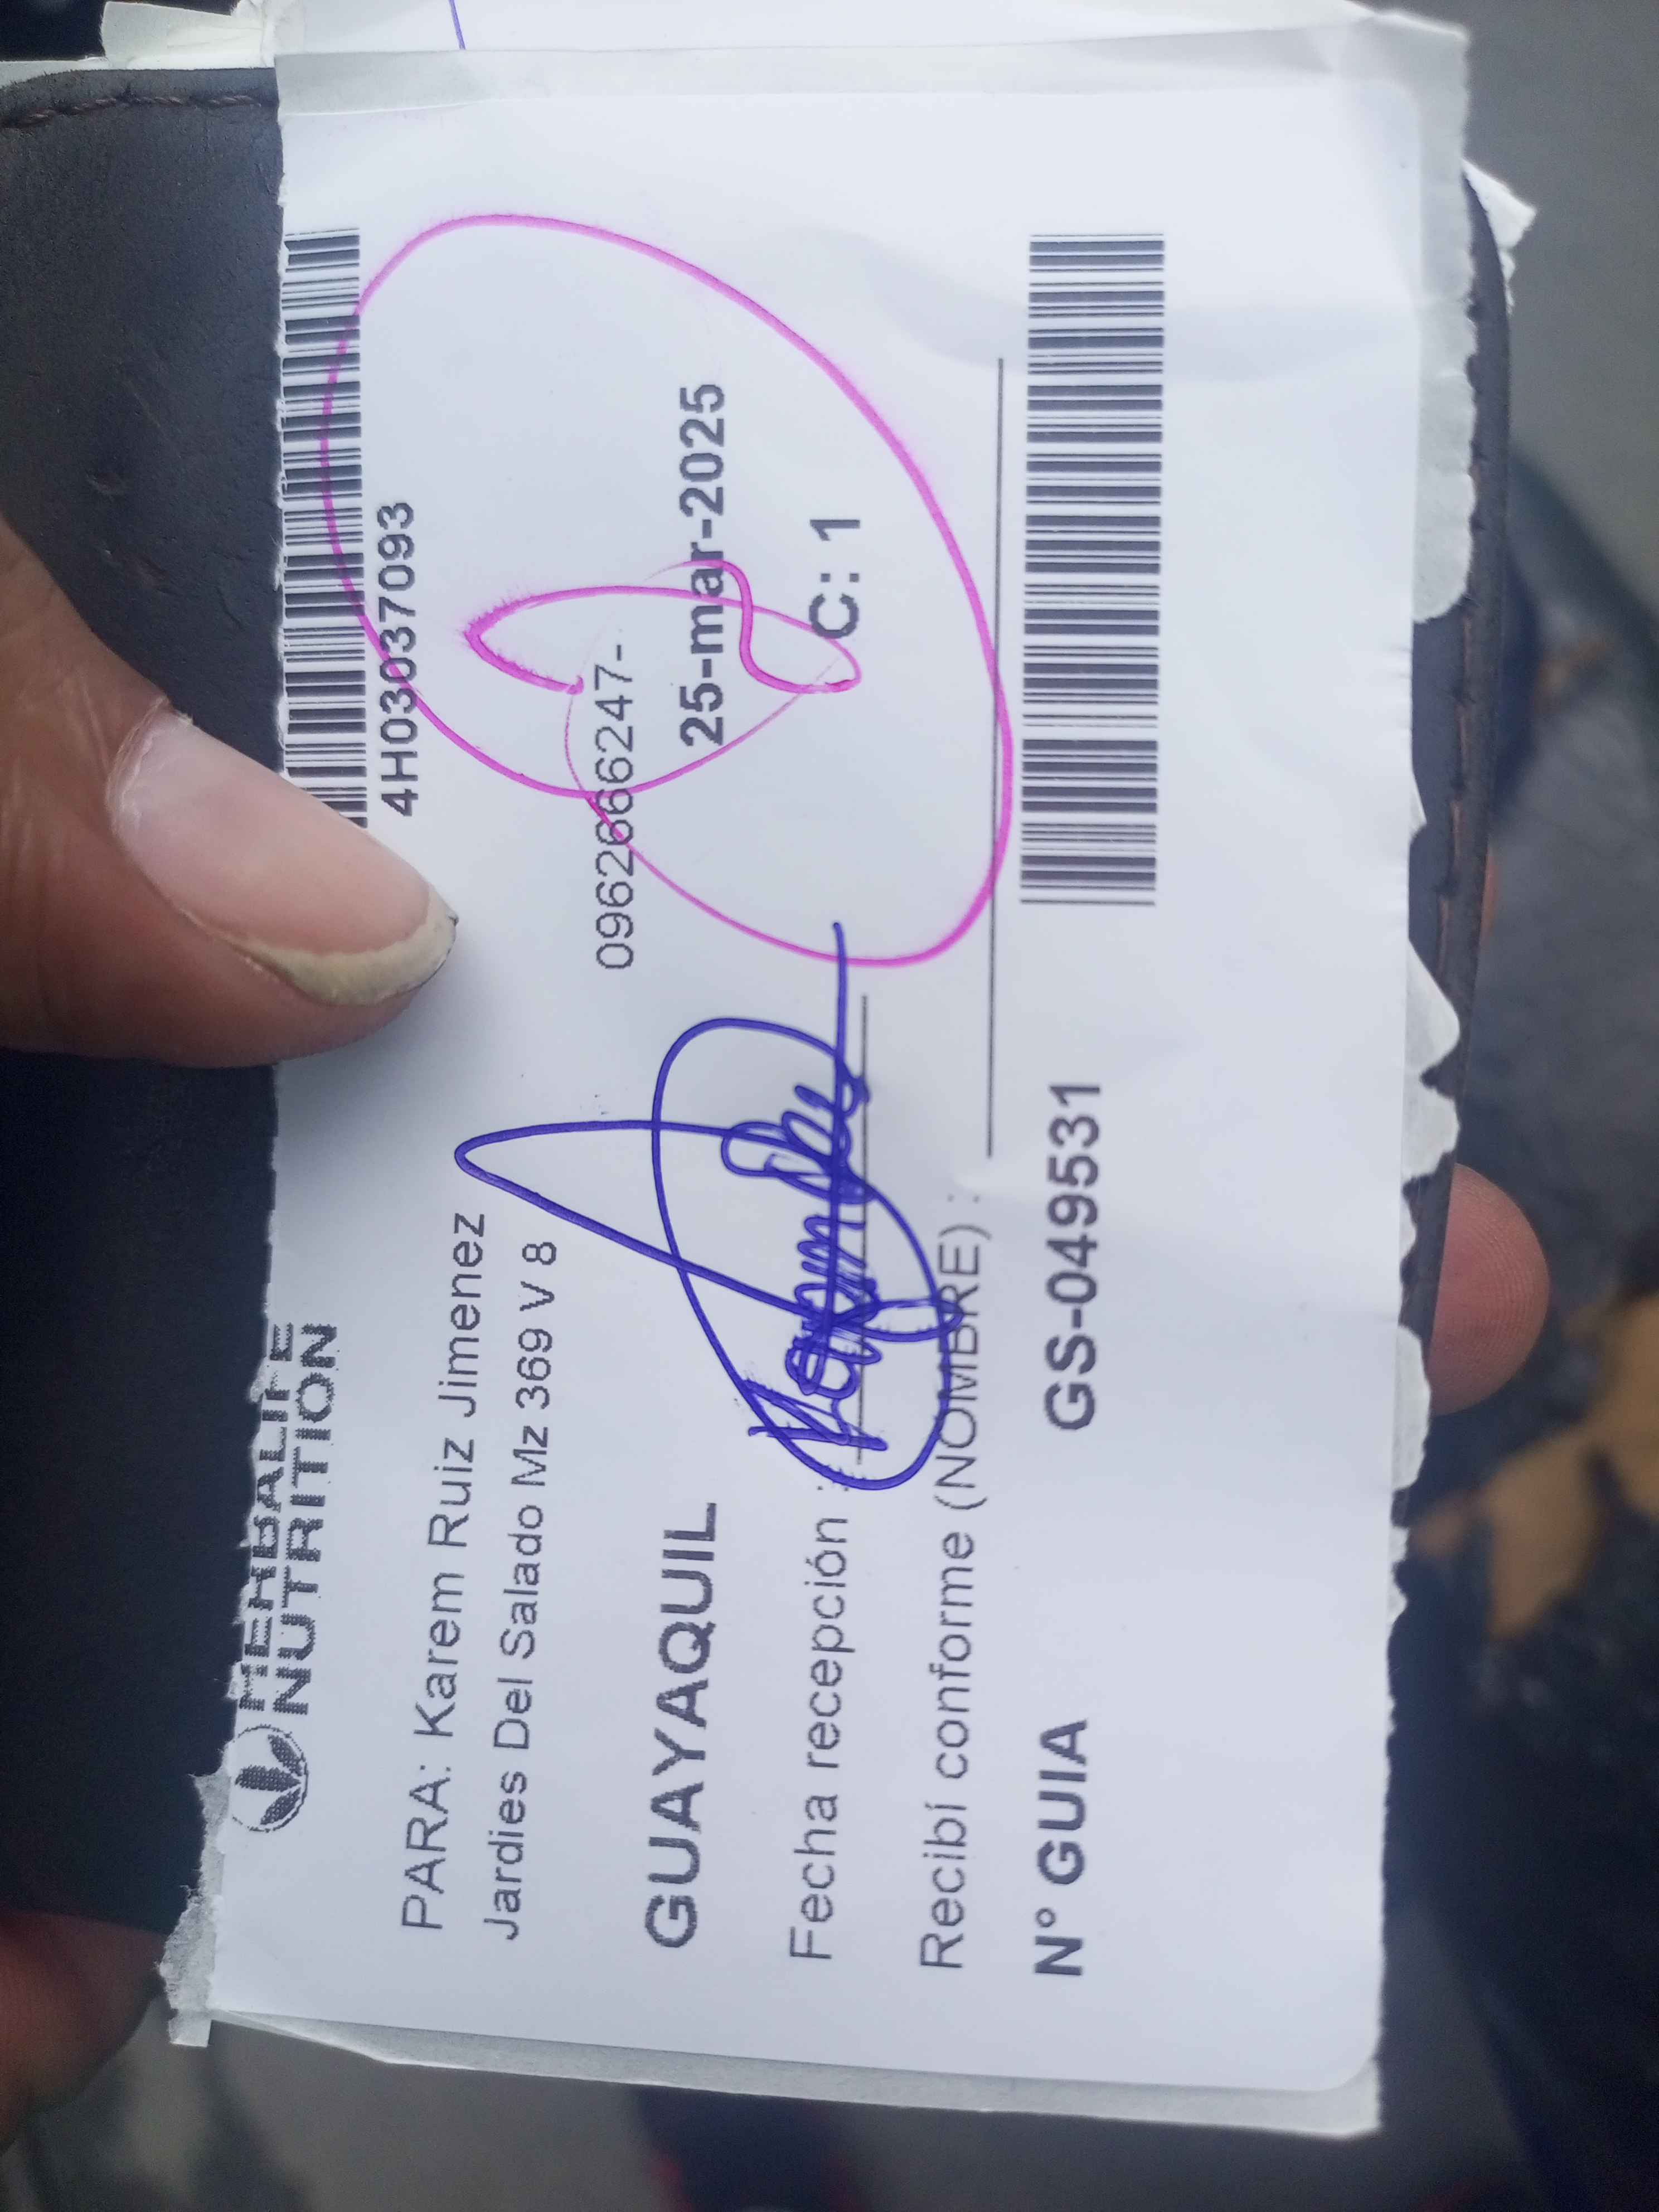 HERBALIFE
NUTRITION
4H03037093
PARA: Karem Ruiz Jimenez
Jardies Del Salado Mz 369 V 8
0962666247-
GUAYAQUIL
25-mar-2025
Fecha recepción :
C: 1
Recibí conforme (NOMBRE) :
N° GUIA GS-049531